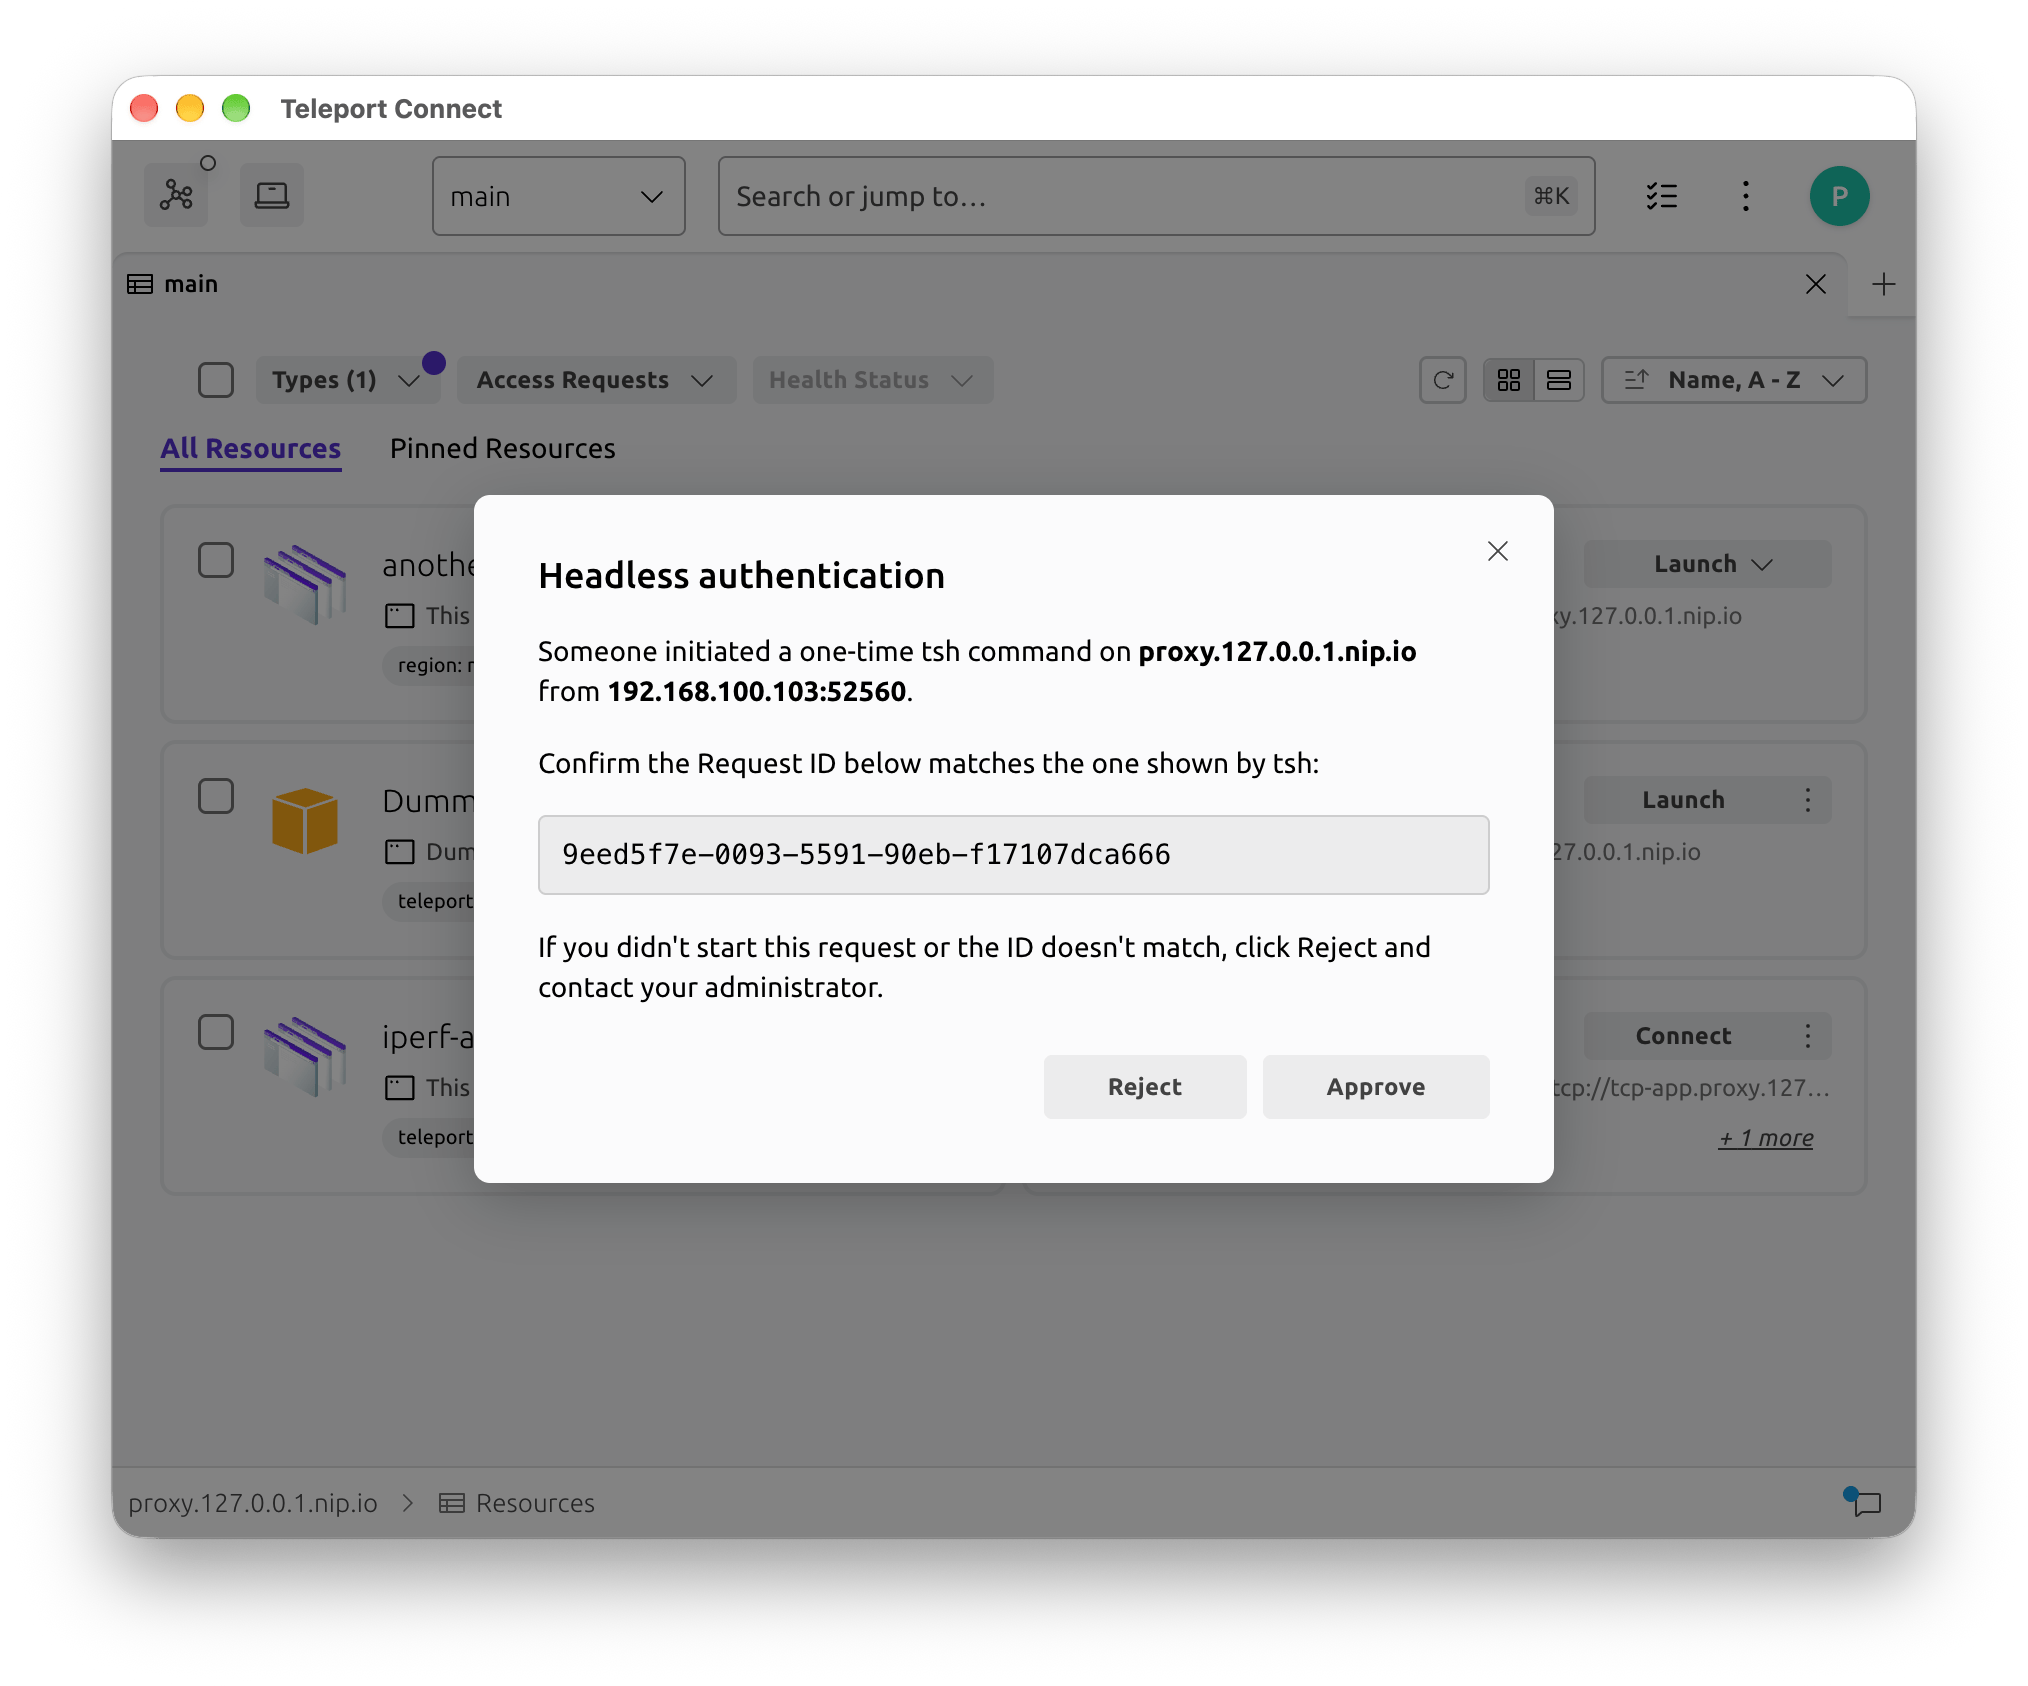 Teleport Connect
main
Search or jump to…
⌘K
P
main
Types (1)
Access Requests
Health Status
Name, A - Z
All Resources
Pinned Resources
Launch
This
xy.127.0.0.1.nip.io
region:
Headless authentication
Someone initiated a one-time tsh command on proxy.127.0.0.1.nip.io
from 192.168.100.103:52560.
Confirm the Request ID below matches the one shown by tsh:
9eed5f7e-0093-5591-90eb-f17107dca666
If you didn't start this request or the ID doesn't match, click Reject and
contact your administrator.
Reject
Approve
Dumm
Launch
Dum
27.0.0.1.nip.io
teleport
iperf-a
Connect
This
tcp://tcp-app.proxy.127…
teleport
+ 1 more
proxy.127.0.0.1.nip.io
Resources